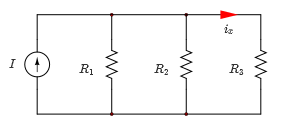 iₓ
I R₁ R₂ R₃